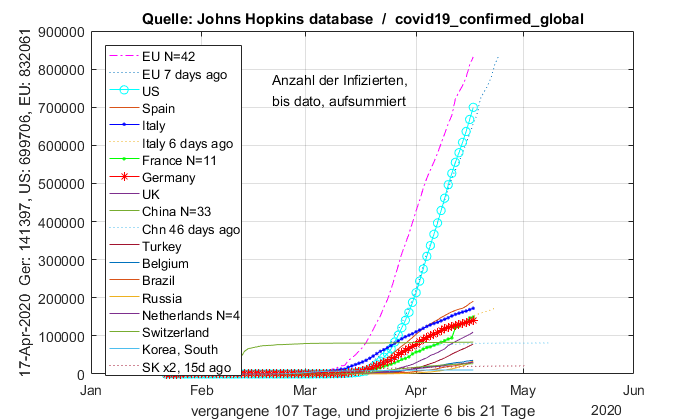 Quelle: Johns Hopkins database / covid19_confirmed_global
17-Apr-2020 Ger: 141397, US: 699706, EU: 832061
900000
800000
700000
600000
500000
400000
300000
200000
100000
0
EU N=42
EU 7 days ago
US
Spain
Italy
Italy 6 days ago
France N=11
Germany
UK
China N=33
Chn 46 days ago
Turkey
Belgium
Brazil
Russia
Netherlands N=4
Switzerland
Korea, South
SK x2, 15d ago
Anzahl der Infizierten,
bis dato, aufsummiert
Jan Feb Mar Apr May Jun
vergangene 107 Tage, und projizierte 6 bis 21 Tage 2020